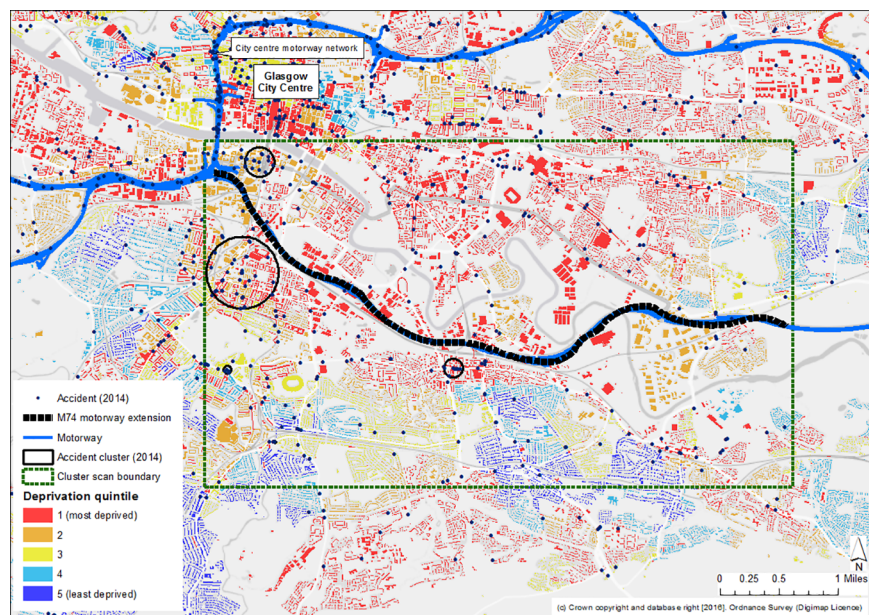 City centre motorway network
Glasgow
City Centre
Accident (2014)
M74 motorway extension
Motorway
Accident cluster (2014)
Cluster scan boundary
Deprivation quintile
1 (most deprived)
2
3
4
5 (least deprived)
N
0 0.25 0.5 1 Miles
(c) Crown copyright and database right [2016]. Ordnance Survey (Digimap Licence)